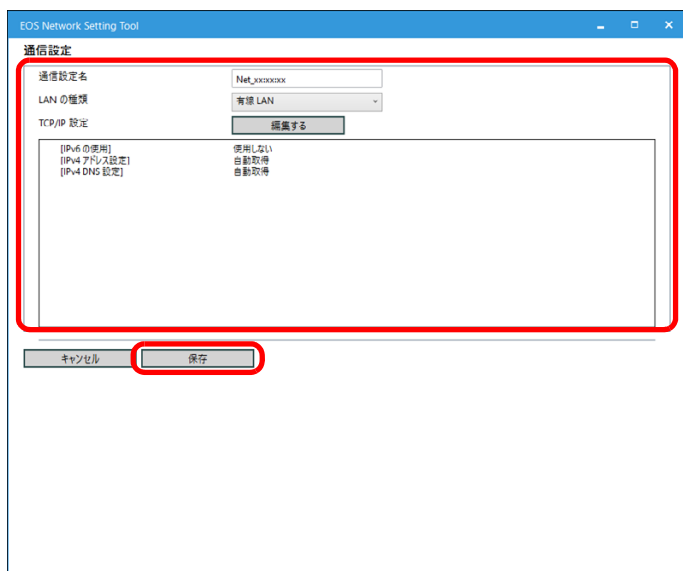 EOS Network Setting Tool
通信設定
通信設定名 Net_xx:xx:xx
LAN の種類 有線 LAN
TCP/IP 設定 編集する
[IPv6 の使用] 使用しない
[IPv4 アドレス設定] 自動取得
[IPv4 DNS 設定] 自動取得
キャンセル 保存